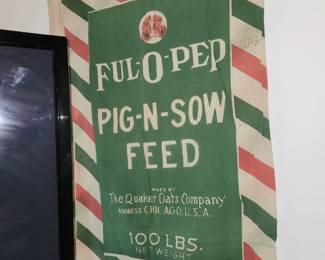 FUL-O-PEP
PIG-N-SOW
FEED
MADE BY
The Quaker Oats Company
ADDRESS CHICAGO, U.S.A.
100 LBS.
NET WEIGHT